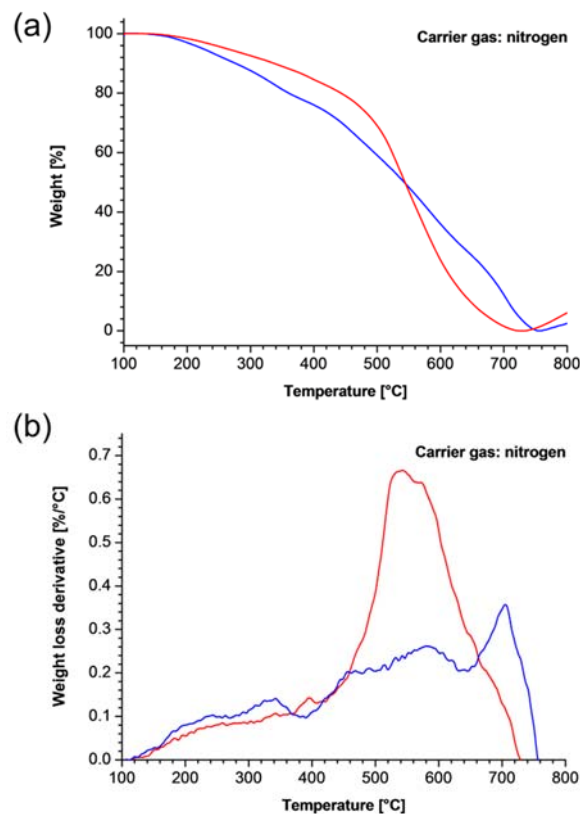 (a)
Carrier gas: nitrogen
Weight [%]
100
80
60
40
20
0
100 200 300 400 500 600 700 800
Temperature [°C]
(b)
Carrier gas: nitrogen
Weight loss derivative [%/°C]
0.7
0.6
0.5
0.4
0.3
0.2
0.1
0.0
100 200 300 400 500 600 700 800
Temperature [°C]